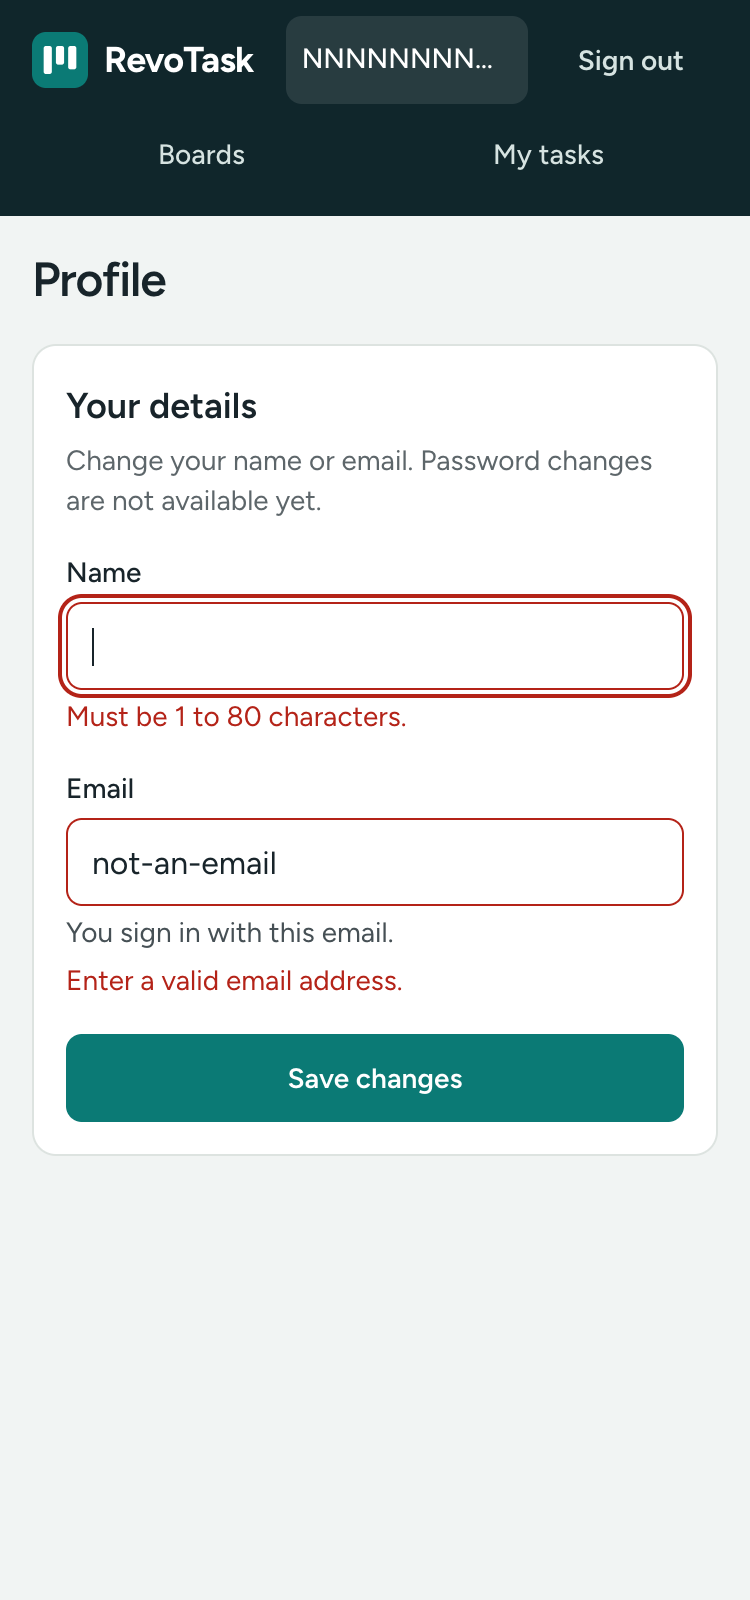 RevoTask
NNNNNNNN...
Sign out
Boards
My tasks
Profile
Your details
Change your name or email. Password changes
are not available yet.
Name
Must be 1 to 80 characters.
Email
not-an-email
You sign in with this email.
Enter a valid email address.
Save changes